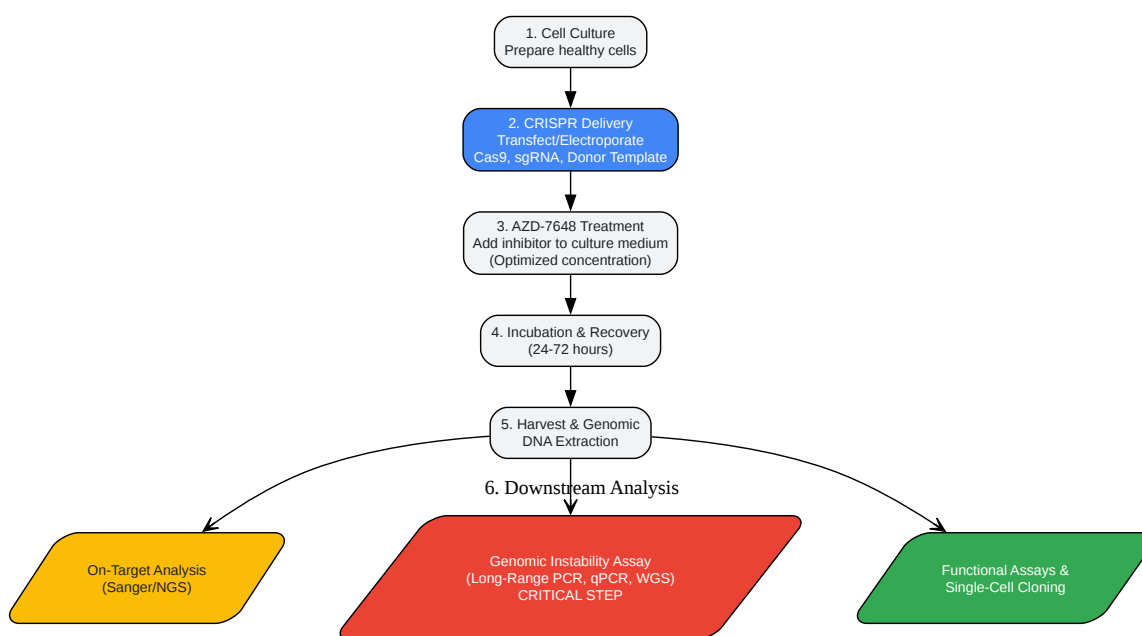 1. Cell Culture
Prepare healthy cells
2. CRISPR Delivery
Transfect/Electroporate
Cas9, sgRNA, Donor Template
3. AZD-7648 Treatment
Add inhibitor to culture medium
(Optimized concentration)
4. Incubation & Recovery
(24-72 hours)
5. Harvest & Genomic
DNA Extraction
6. Downstream Analysis
On-Target Analysis
(Sanger/NGS)
Genomic Instability Assay
(Long-Range PCR, qPCR, WGS)
CRITICAL STEP
Functional Assays &
Single-Cell Cloning